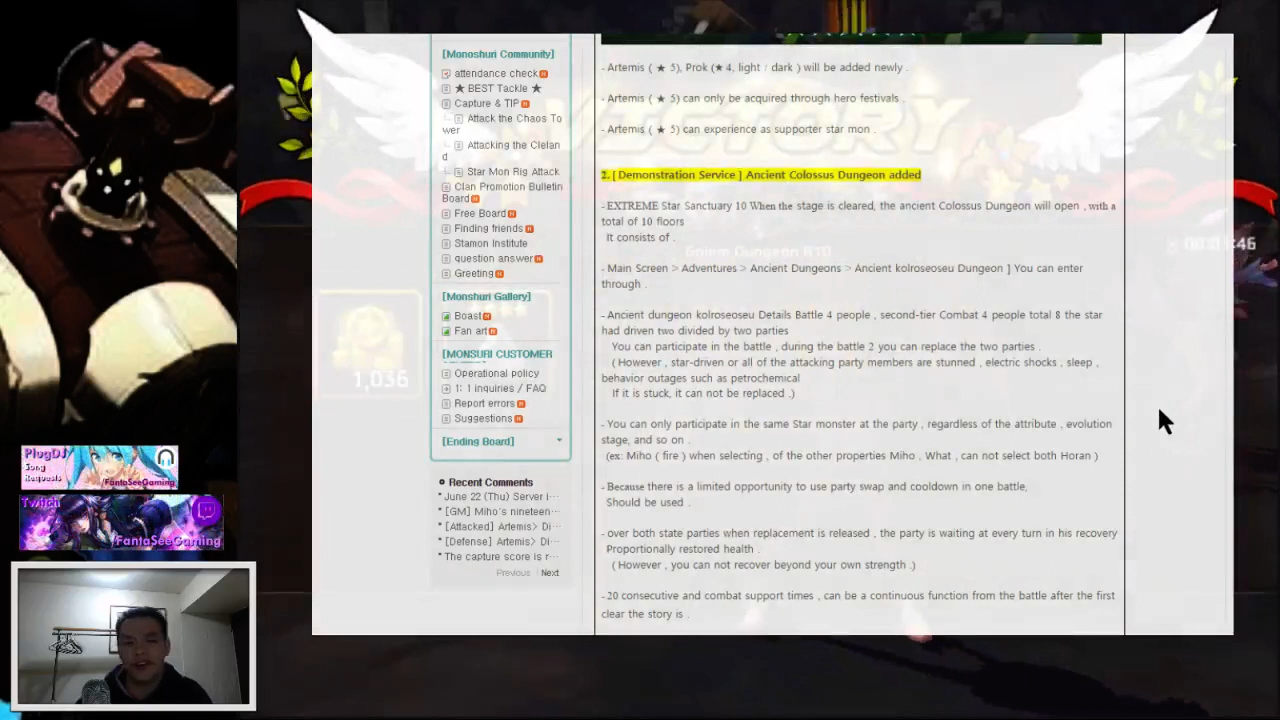 [Monoshuri Community]
attendance check
★ BEST Tackle ★
Capture & TIP
Attack the Chaos To
wer
Attacking the Clelan
d
Star Mon Rig Attack
Clan Promotion Bulletin
Board
Free Board
Finding friends
Stamon Institute
question answer
Greeting
[Monshuri Gallery]
Boast
Fan art
[MONSURI CUSTOMER
Operational policy
1: 1 inquiries / FAQ
Report errors
Suggestions
[Ending Board]
Recent Comments
June 22 (Thu) Server i···
[GM] Miho's nineteen···
[Attacked] Artemis> Di···
[Defense] Artemis> Di···
The capture score is r···
Previous Next
- Artemis ( ★ 5), Prok (★ 4, light / dark ) will be added newly .
- Artemis ( ★ 5) can only be acquired through hero festivals .
- Artemis ( ★ 5) can experience as supporter star mon .
2. [ Demonstration Service ] Ancient Colossus Dungeon added
- EXTREME Star Sanctuary 10 When the stage is cleared, the ancient Colossus Dungeon will open , with a
total of 10 floors
It consists of .
- Main Screen > Adventures > Ancient Dungeons > Ancient kolroseoseu Dungeon ] You can enter
through .
- Ancient dungeon kolroseoseu Details Battle 4 people , second-tier Combat 4 people total 8 the star
had driven two divided by two parties
You can participate in the battle , during the battle 2 you can replace the two parties .
( However , star-driven or all of the attacking party members are stunned , electric shocks , sleep ,
behavior outages such as petrochemical
If it is stuck, it can not be replaced .)
- You can only participate in the same Star monster at the party , regardless of the attribute , evolution
stage, and so on .
(ex: Miho ( fire ) when selecting , of the other properties Miho , What , can not select both Horan )
- Because there is a limited opportunity to use party swap and cooldown in one battle,
Should be used .
- over both state parties when replacement is released , the party is waiting at every turn in his recovery
Proportionally restored health .
( However , you can not recover beyond your own strength .)
- 20 consecutive and combat support times , can be a continuous function from the battle after the first
clear the story is .
VICTORY
Golem Dungeon B10
00:01:46
1,036
PlugDJ
Song
Requests
FantaSeeGaming
Twitch
FantaSeeGaming